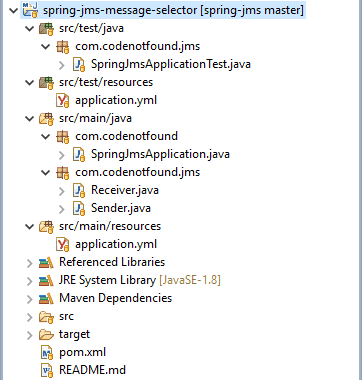 spring-jms-message-selector [spring-jms master]
src/test/java
com.codenotfound.jms
SpringJmsApplicationTest.java
src/test/resources
application.yml
src/main/java
com.codenotfound
SpringJmsApplication.java
com.codenotfound.jms
Receiver.java
Sender.java
src/main/resources
application.yml
Referenced Libraries
JRE System Library [JavaSE-1.8]
Maven Dependencies
src
target
pom.xml
README.md